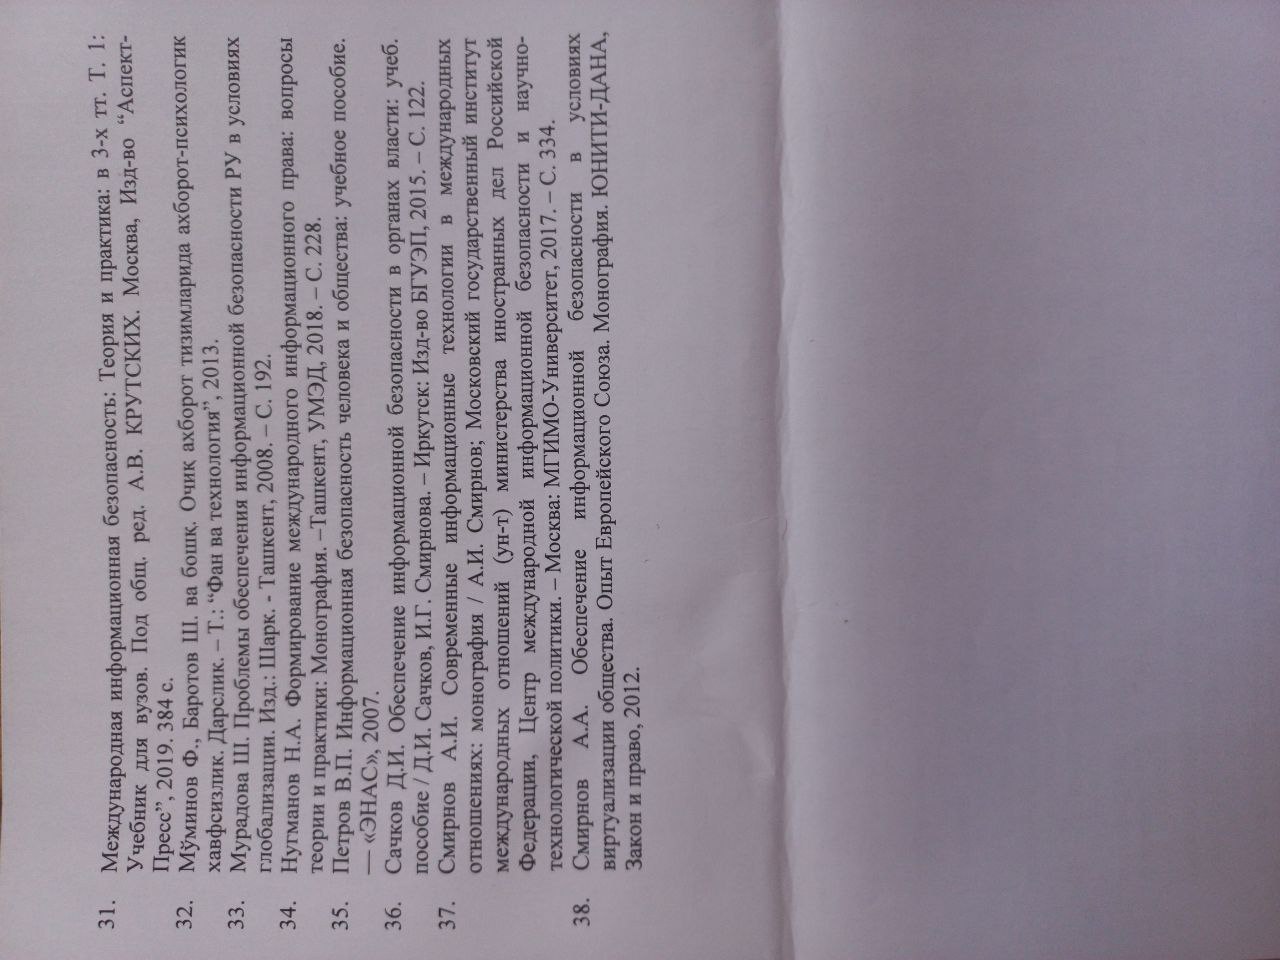 31. Международная информационная безопасность: Теория и практика: в 3-х тт. Т. 1:
Учебник для вузов. Под общ. ред. А.В. КРУТСКИХ. Москва, Изд-во “Аспект-
Пресс”, 2019. 384 с.
32. Мўминов Ф., Баротов Ш. ва бошқ. Очиқ ахборот тизимларида ахборот-психологик
хавфсизлик. Дарслик. – Т.: “Фан ва технология”, 2013.
33. Мурадова Ш. Проблемы обеспечения информационной безопасности РУ в условиях
глобализации. Изд.: Шарк. - Ташкент, 2008. – С. 192.
34. Нугманов Н.А. Формирование международного информационного права: вопросы
теории и практики: Монография. –Ташкент, УМЭД, 2018. – С. 228.
35. Петров В.П. Информационная безопасность человека и общества: учебное пособие.
— «ЭНАС», 2007.
36. Сачков Д.И. Обеспечение информационной безопасности в органах власти: учеб.
пособие / Д.И. Сачков, И.Г. Смирнова. – Иркутск: Изд-во БГУЭП, 2015. – С. 122.
37. Смирнов А.И. Современные информационные технологии в международных
отношениях: монография / А.И. Смирнов; Московский государственный институт
международных отношений (ун-т) министерства иностранных дел Российской
Федерации, Центр международной информационной безопасности и научно-
технологической политики. – Москва: МГИМО-Университет, 2017. – С. 334.
38. Смирнов А.А. Обеспечение информационной безопасности в условиях
виртуализации общества. Опыт Европейского Союза. Монография. ЮНИТИ-ДАНА,
Закон и право, 2012.